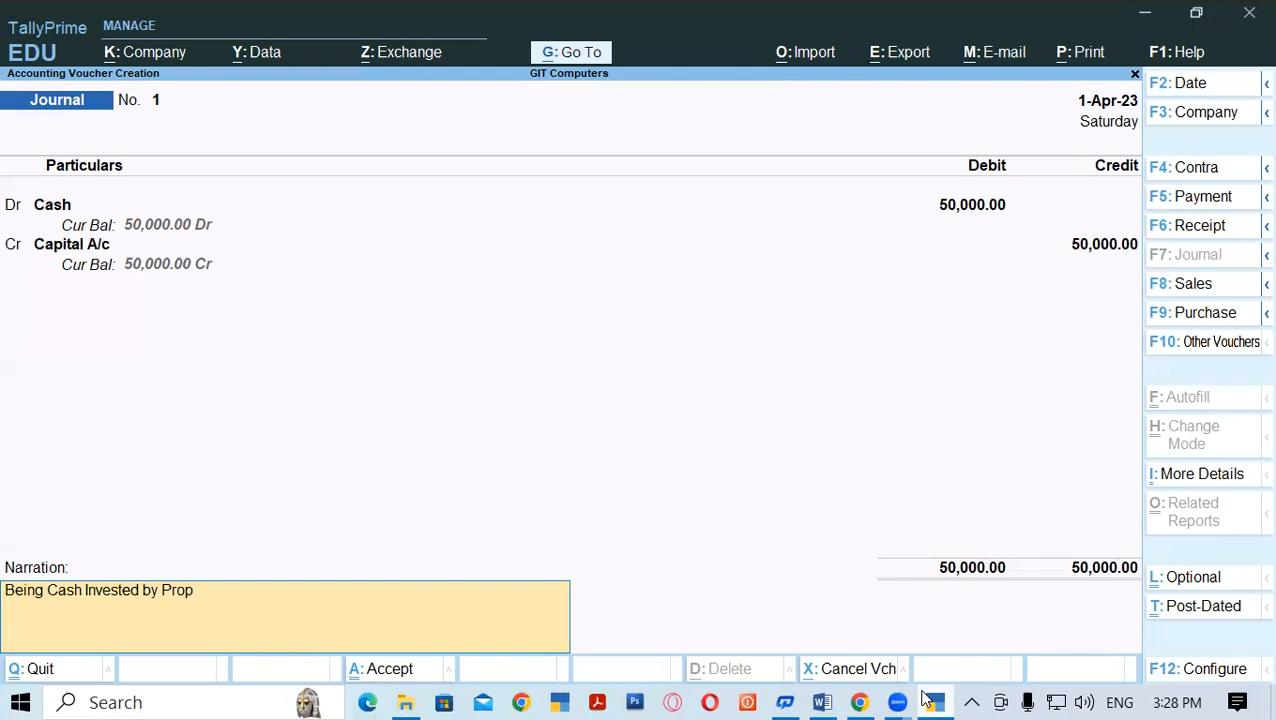 TallyPrime MANAGE
EDU K: Company Y: Data Z: Exchange G: Go To O: Import E: Export M: E-mail P: Print F1: Help
Accounting Voucher Creation GIT Computers ×
Journal No. 1 1-Apr-23
Saturday
Particulars Debit Credit
Dr Cash 50,000.00
Cur Bal: 50,000.00 Dr
Cr Capital A/c 50,000.00
Cur Bal: 50,000.00 Cr
Narration: 50,000.00 50,000.00
Being Cash Invested by Prop
F2: Date
F3: Company
F4: Contra
F5: Payment
F6: Receipt
F7: Journal
F8: Sales
F9: Purchase
F10: Other Vouchers
F: Autofill
H: Change
Mode
I: More Details
O: Related
Reports
L: Optional
T: Post-Dated
Q: Quit A: Accept D: Delete X: Cancel Vch F12: Configure
Search ENG 3:28 PM